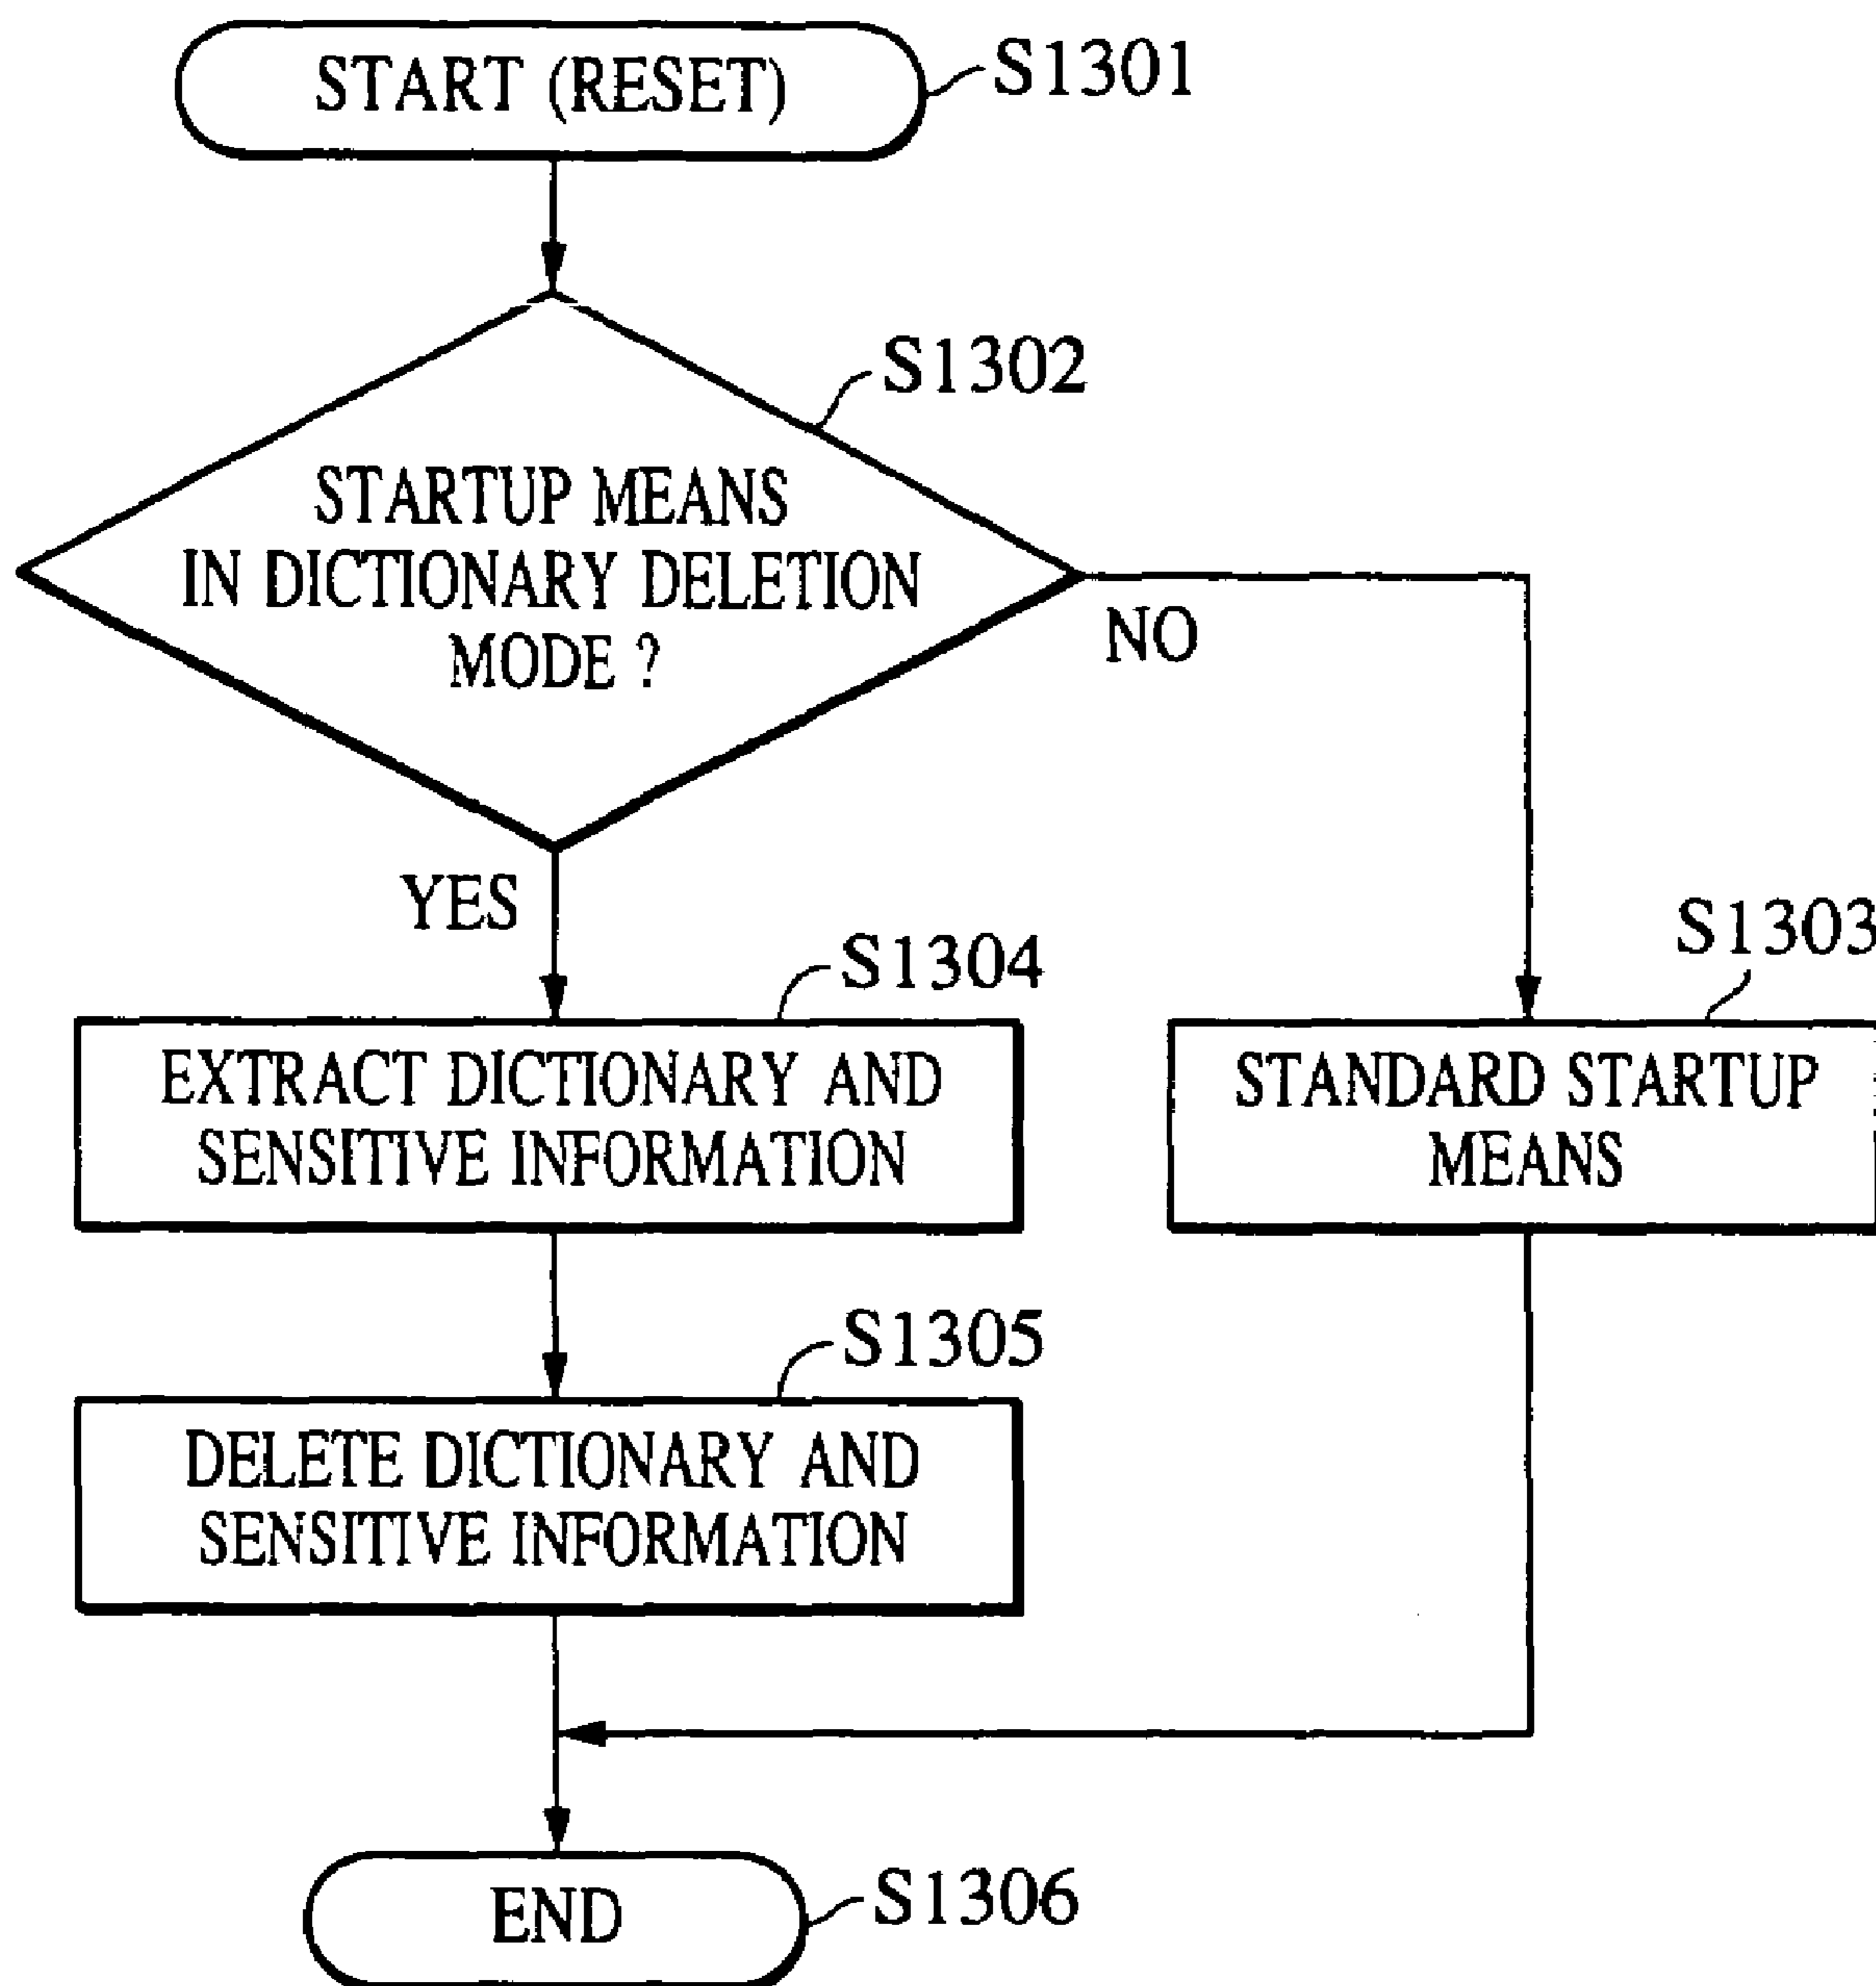 START (RESET)
S1301
S1302
STARTUP MEANS
IN DICTIONARY DELETION
MODE ?
NO
YES
S1304
S1303
EXTRACT DICTIONARY AND
SENSITIVE INFORMATION
STANDARD STARTUP
MEANS
S1305
DELETE DICTIONARY AND
SENSITIVE INFORMATION
END
S1306